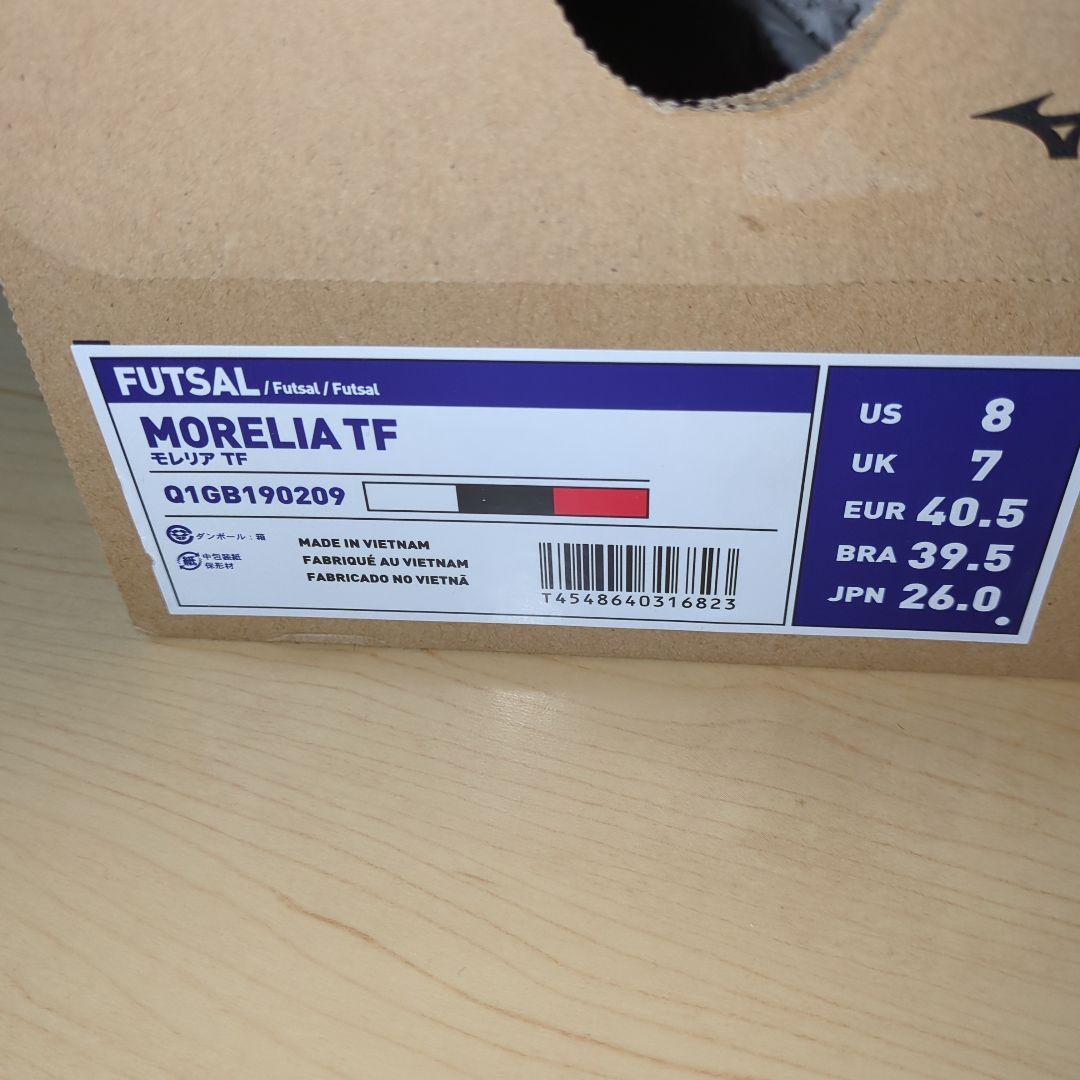 FUTSAL / Futsal / Futsal
MORELIA TF
モレリア TF
Q1GB190209
ダンボール：箱
紙
中包装紙
保形材
MADE IN VIETNAM
FABRIQUÉ AU VIETNAM
FABRICADO NO VIETNÃ
T4548640316823
US 8
UK 7
EUR 40.5
BRA 39.5
JPN 26.0